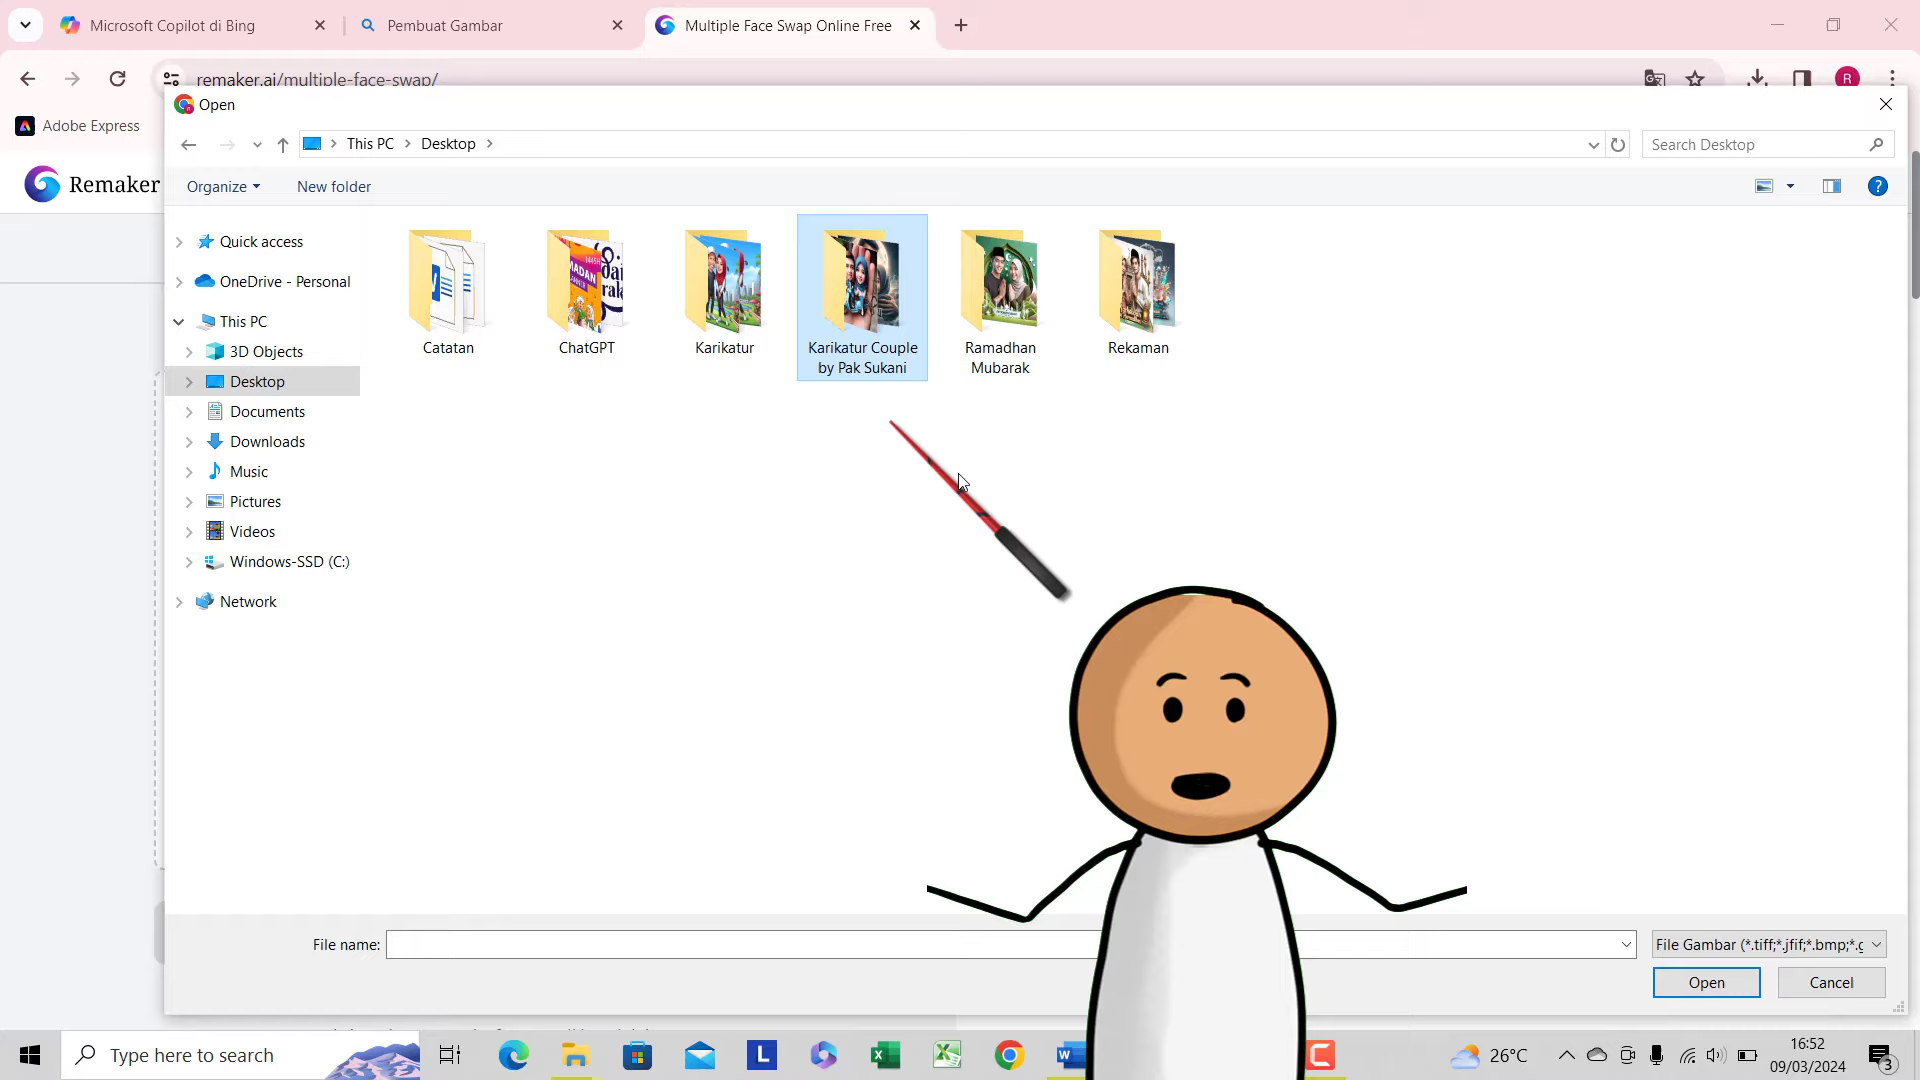 Microsoft Copilot di Bing
Pembuat Gambar
Multiple Face Swap Online Free
remaker.ai/multiple-face-swap/
R
Adobe Express
Remaker
Open
This PC
Desktop
Search Desktop
Organize
New folder
Quick access
OneDrive - Personal
This PC
3D Objects
Desktop
Documents
Downloads
Music
Pictures
Videos
Windows-SSD (C:)
Network
Catatan
ChatGPT
Karikatur
Karikatur Couple
by Pak Sukani
Ramadhan
Mubarak
Rekaman
File name:
File Gambar (*.tiff;*.jfif;*.bmp;*.g
Open
Cancel
Type here to search
26°C
16:52
09/03/2024
3